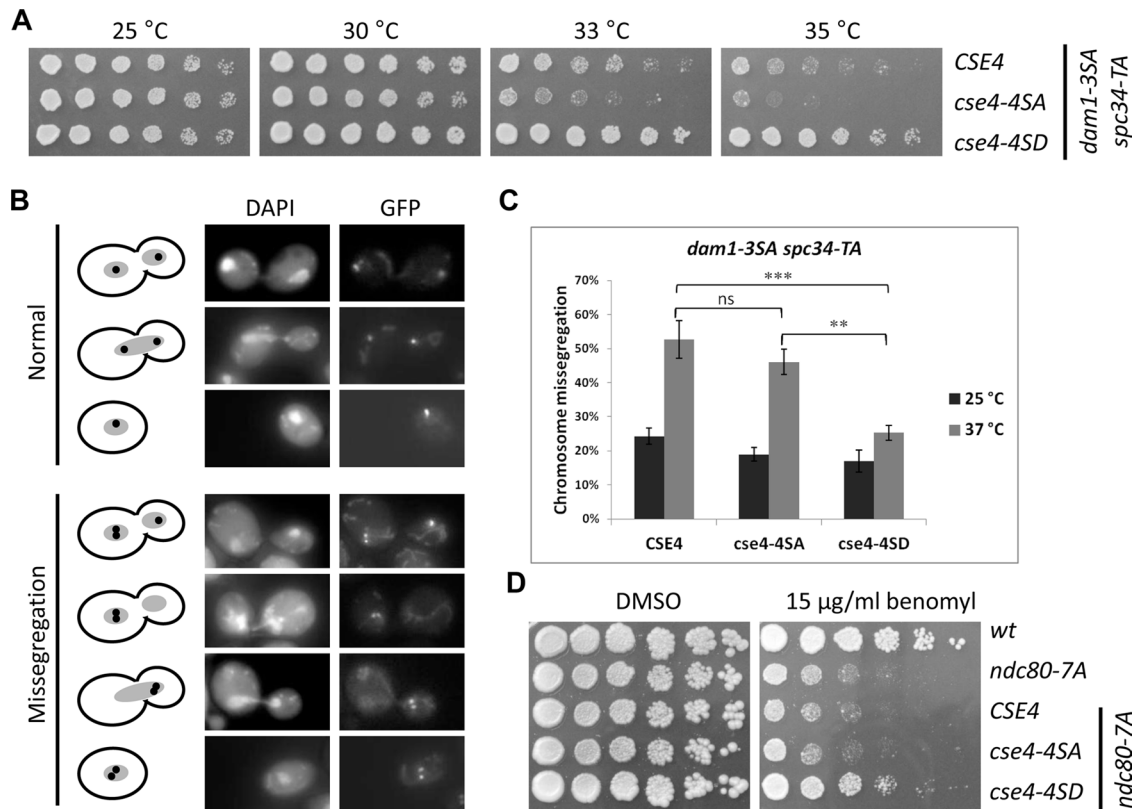 A
25 °C 30 °C 33 °C 35 °C
CSE4
cse4-4SA
cse4-4SD
dam1-3SA
spc34-TA
B
DAPI GFP
Normal
Missegregation
C
dam1-3SA spc34-TA
Chromosome missegregation
70%
60%
50%
40%
30%
20%
10%
0%
***
ns
**
25 °C
37 °C
CSE4 cse4-4SA cse4-4SD
D
DMSO 15 µg/ml benomyl
wt
ndc80-7A
CSE4
cse4-4SA
cse4-4SD
ndc80-7A